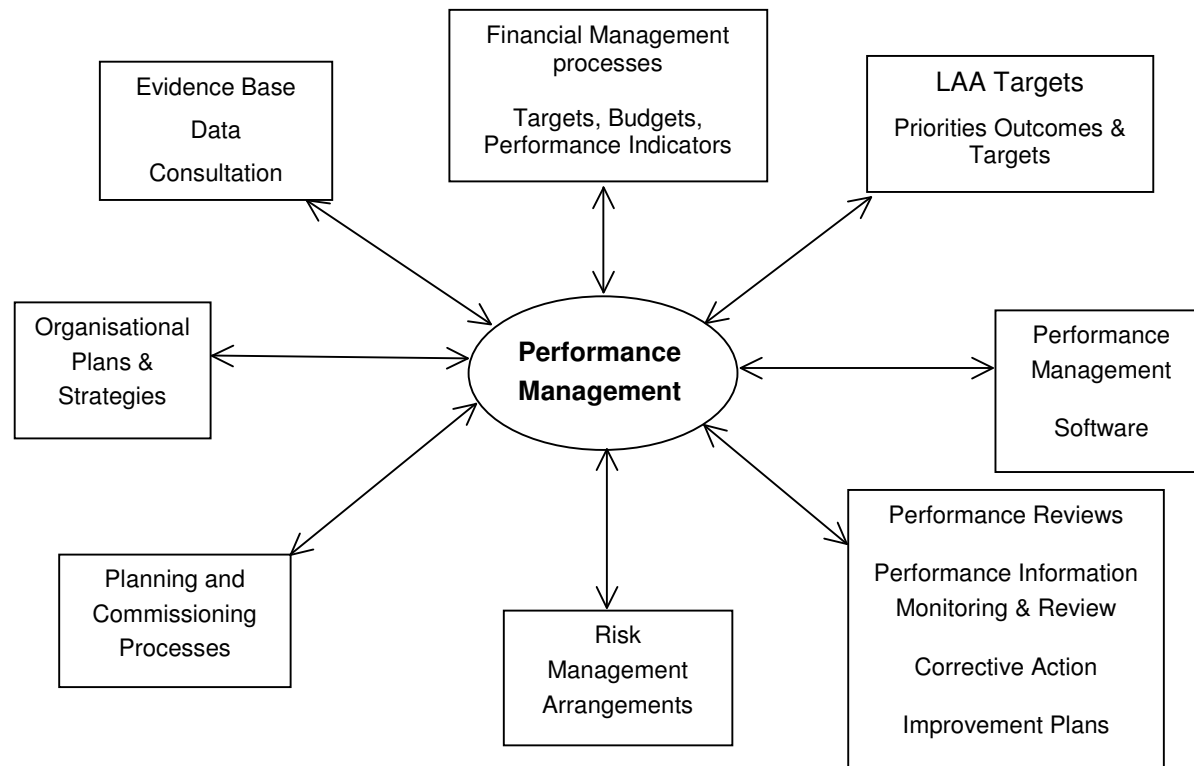 Evidence Base
Data
Consultation
Financial Management
processes
Targets, Budgets,
Performance Indicators
LAA Targets
Priorities Outcomes &
Targets
Organisational
Plans &
Strategies
Performance
Management
Performance
Management
Software
Planning and
Commissioning
Processes
Risk
Management
Arrangements
Performance Reviews
Performance Information
Monitoring & Review
Corrective Action
Improvement Plans